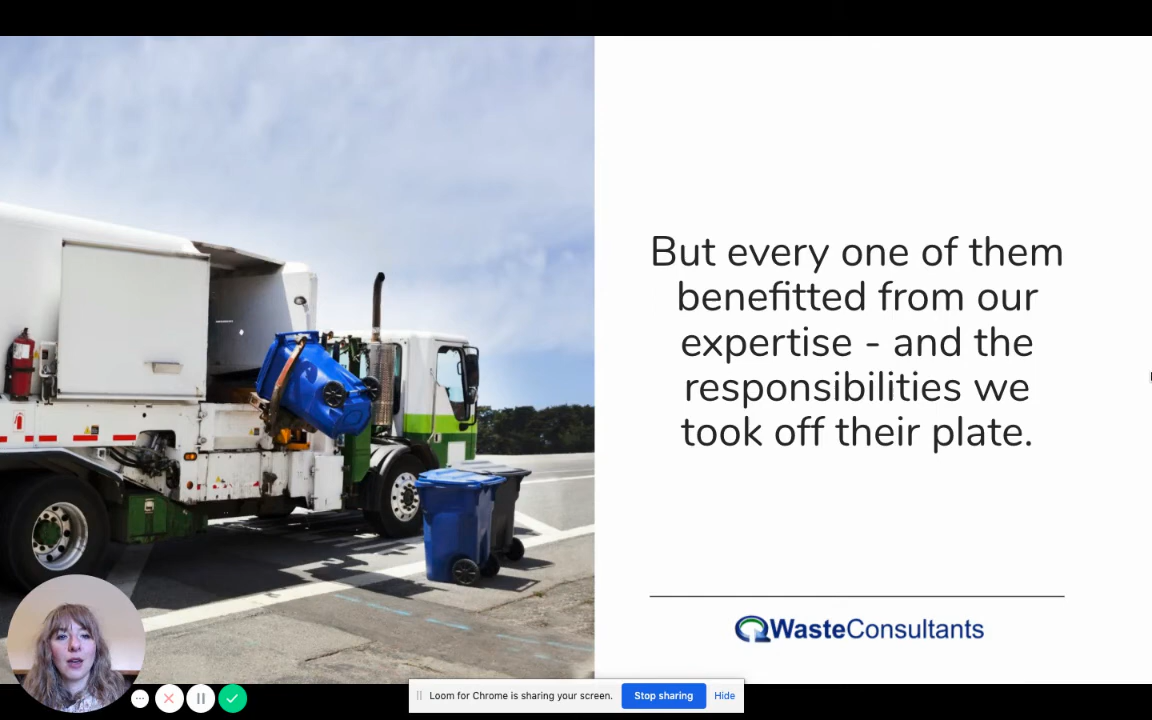 But every one of them
benefitted from our
expertise - and the
responsibilities we
took off their plate.
WasteConsultants
Loom for Chrome is sharing your screen. Stop sharing Hide